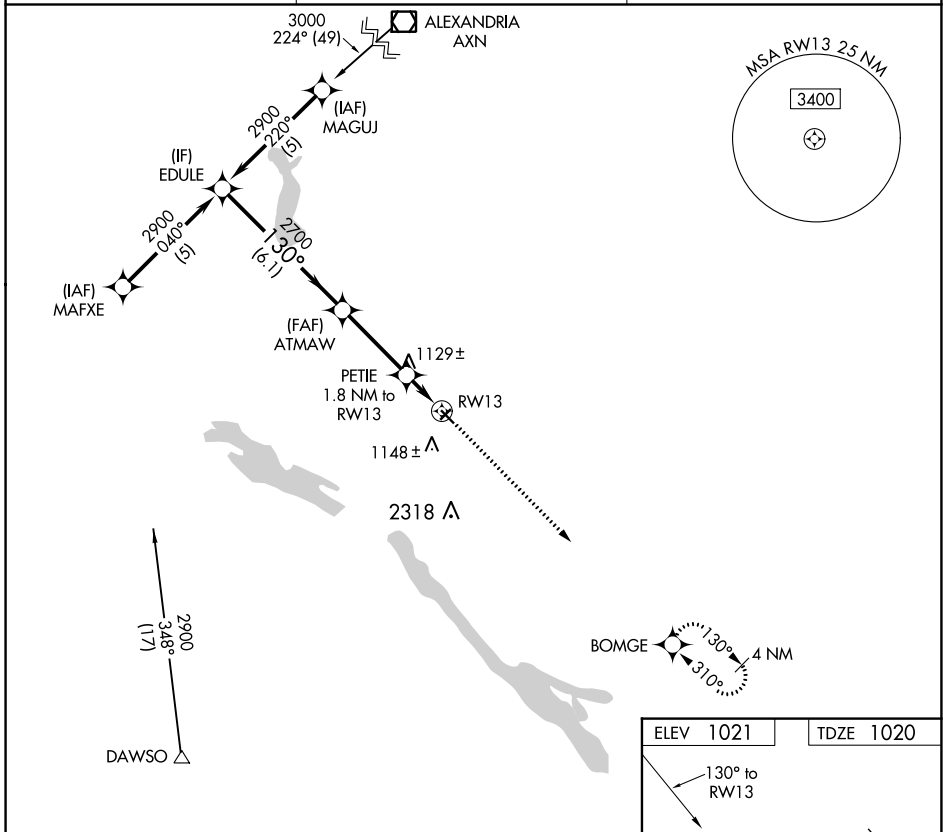 3000
224° (49)
ALEXANDRIA
AXN
MSA RW13 25 NM
3400
(IAF)
MAGUJ
2900
220°
(5)
(IF)
EDULE
2900
040°
(5)
2700
130°
(6.1)
(IAF)
MAFXE
(FAF)
ATMAW
1129±
PETIE
1.8 NM to
RW13
RW13
1148±
2318
2900
348°
(17)
BOMGE
130°
310°
4 NM
DAWSO
ELEV 1021
TDZE 1020
130° to
RW13